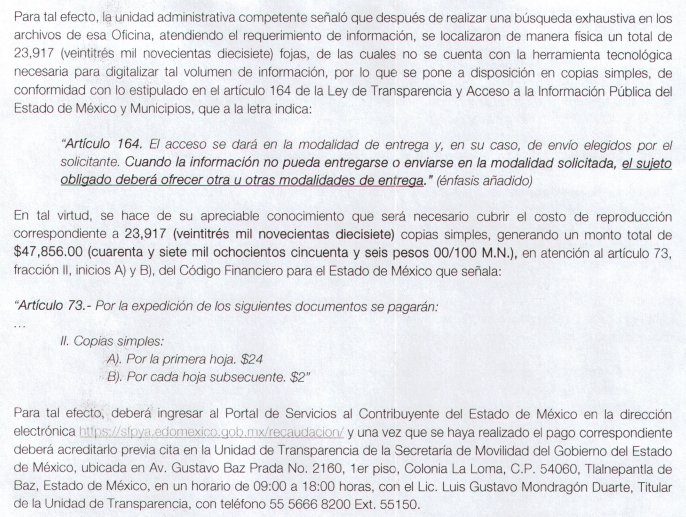 Para tal efecto, la unidad administrativa competente señaló que después de realizar una búsqueda exhaustiva en los
archivos de esa Oficina, atendiendo el requerimiento de información, se localizaron de manera física un total de
23,917 (veintitrés mil novecientas diecisiete) fojas, de las cuales no se cuenta con la herramienta tecnológica
necesaria para digitalizar tal volumen de información, por lo que se pone a disposición en copias simples, de
conformidad con lo estipulado en el artículo 164 de la Ley de Transparencia y Acceso a la Información Pública del
Estado de México y Municipios, que a la letra indica:
“Artículo 164. El acceso se dará en la modalidad de entrega y, en su caso, de envío elegidos por el
solicitante. Cuando la información no pueda entregarse o enviarse en la modalidad solicitada, el sujeto
obligado deberá ofrecer otra u otras modalidades de entrega.” (énfasis añadido)
En tal virtud, se hace de su apreciable conocimiento que será necesario cubrir el costo de reproducción
correspondiente a 23,917 (veintitrés mil novecientas diecisiete) copias simples, generando un monto total de
$47,856.00 (cuarenta y siete mil ochocientos cincuenta y seis pesos 00/100 M.N.), en atención al artículo 73,
fracción II, inicios A) y B), del Código Financiero para el Estado de México que señala:
“Artículo 73.- Por la expedición de los siguientes documentos se pagarán:
...
II. Copias simples:
A). Por la primera hoja. $24
B). Por cada hoja subsecuente. $2”
Para tal efecto, deberá ingresar al Portal de Servicios al Contribuyente del Estado de México en la dirección
electrónica https://sfpya.edomexico.gob.mx/recaudacion/ y una vez que se haya realizado el pago correspondiente
deberá acreditarlo previa cita en la Unidad de Transparencia de la Secretaría de Movilidad del Gobierno del Estado
de México, ubicada en Av. Gustavo Baz Prada No. 2160, 1er piso, Colonia La Loma, C.P. 54060, Tlalnepantla de
Baz, Estado de México, en un horario de 09:00 a 18:00 horas, con el Lic. Luis Gustavo Mondragón Duarte, Titular
de la Unidad de Transparencia, con teléfono 55 5666 8200 Ext. 55150.